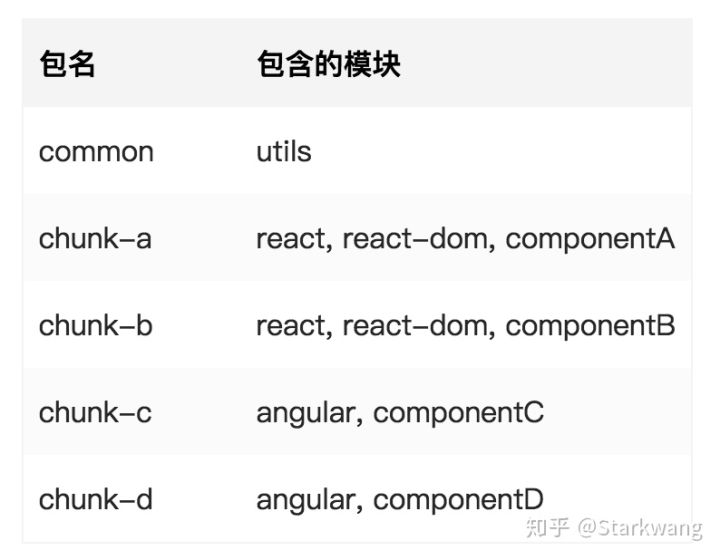 包名 包含的模块
common utils
chunk-a react, react-dom, componentA
chunk-b react, react-dom, componentB
chunk-c angular, componentC
chunk-d angular, componentD
知乎 @Starkwang